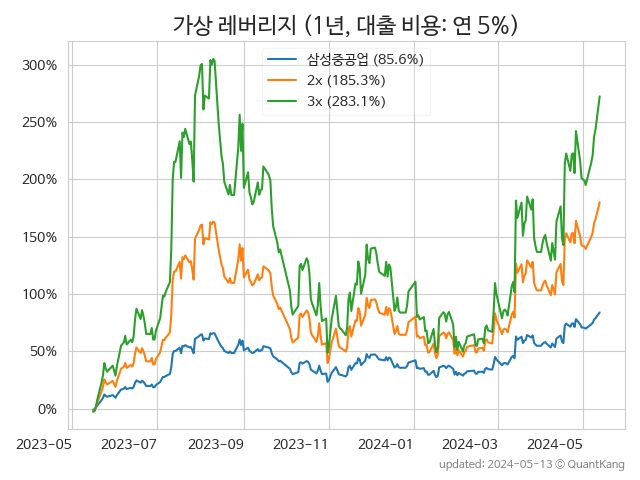 가상 레버리지 (1년, 대출 비용: 연 5%)
삼성중공업 (85.6%)
2x (185.3%)
3x (283.1%)
300%
250%
200%
150%
100%
50%
0%
2023-05 2023-07 2023-09 2023-11 2024-01 2024-03 2024-05
updated: 2024-05-13 © QuantKang